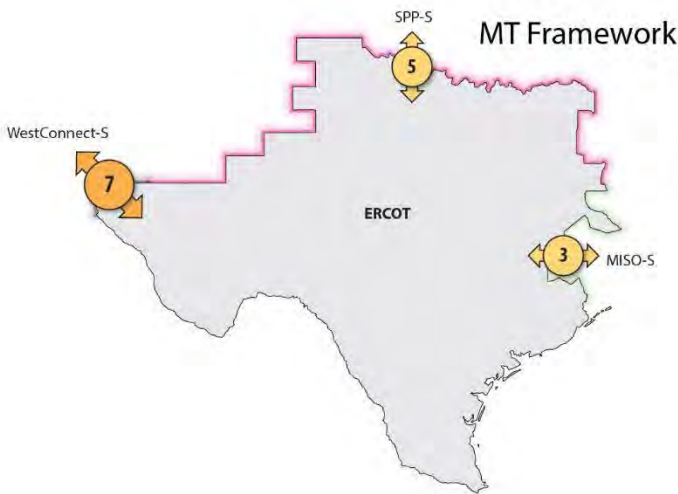 SPP-S
MT Framework
5
WestConnect-S
7
ERCOT
3
MISO-S